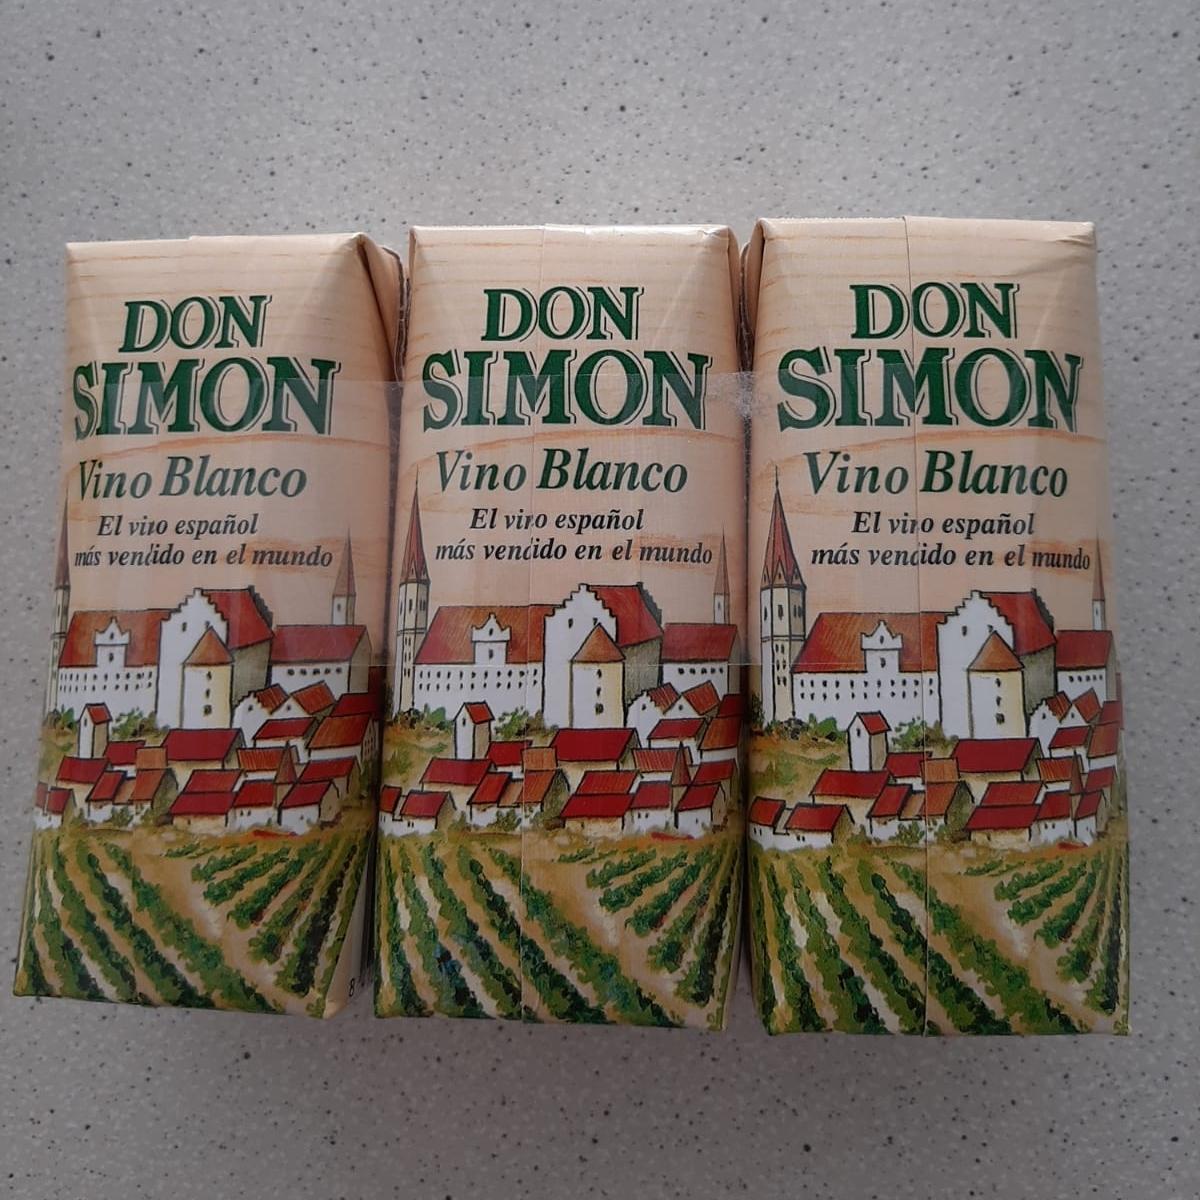 DON
SIMON
Vino Blanco
El vino español
más vendido en el mundo
DON
SIMON
Vino Blanco
El vino español
más vendido en el mundo
DON
SIMON
Vino Blanco
El vino español
más vendido en el mundo
8